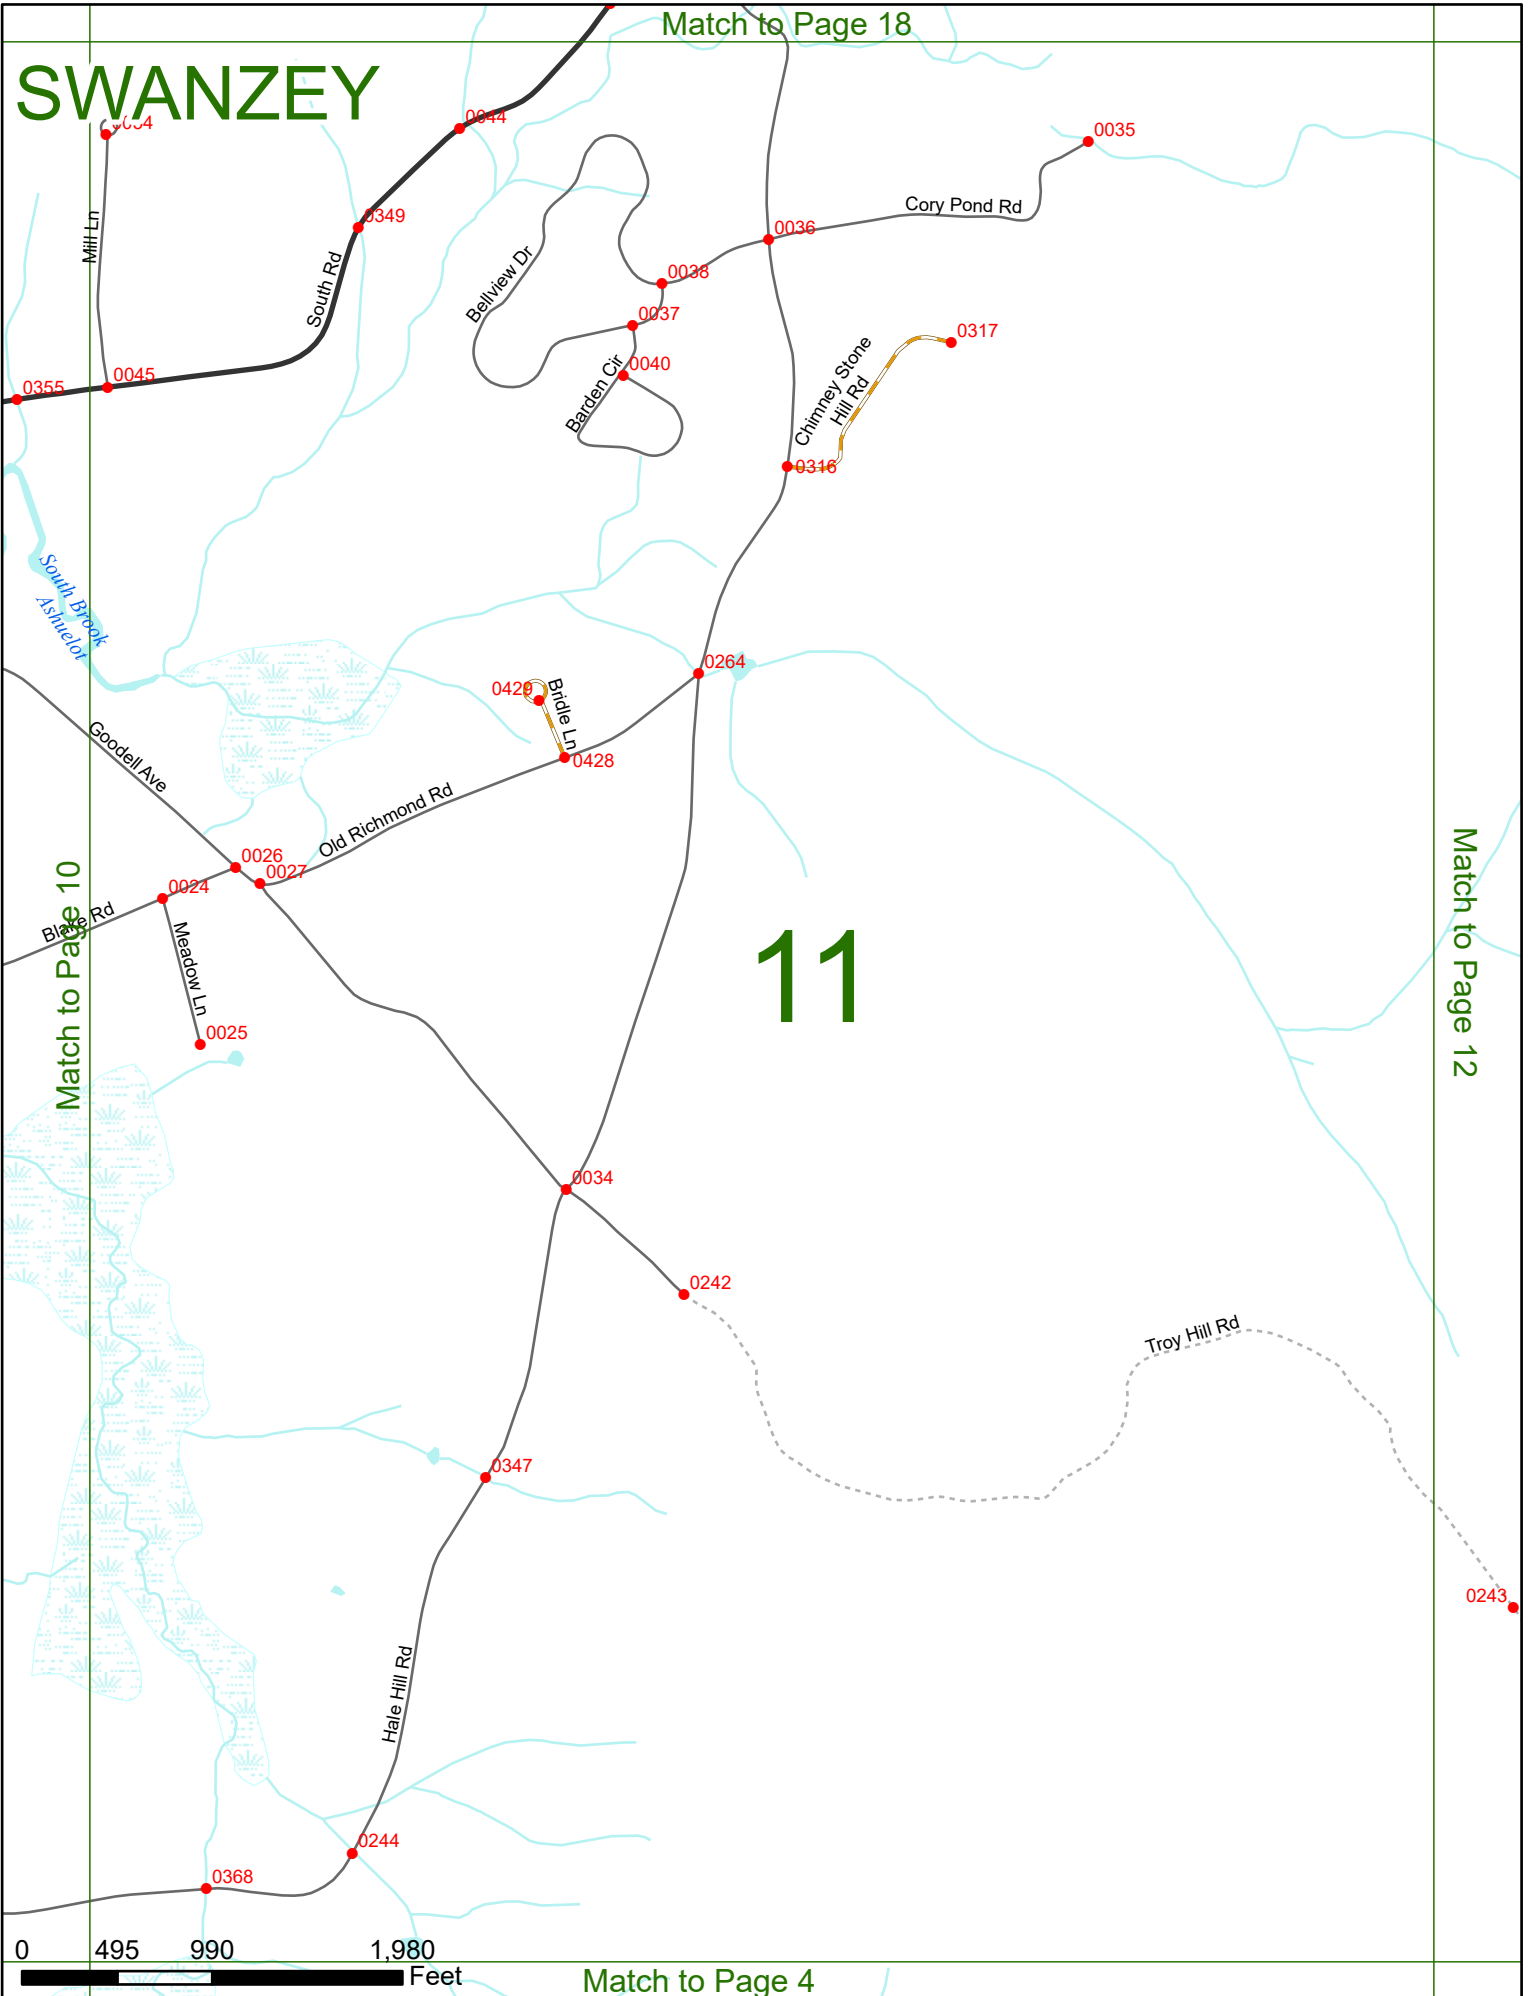 Match to Page 18
SWANZEY
0044
0035
0349
Mill Ln
Cory Pond Rd
0036
South Rd
Bellview Dr
0038
0037
0317
0040
Chimney Stone
Hill Rd
0045
0355
Barden Cir
0316
South Brook
Ashuelot
0264
0429
Bridle Ln
0428
Goodell Ave
Old Richmond Rd
0026
0027
0024
Blake Rd
Meadow Ln
Match to Page 10
Match to Page 12
11
0025
0034
0242
Troy Hill Rd
0347
0243
Hale Hill Rd
0244
0368
0 495 990 1,980
Feet
Match to Page 4